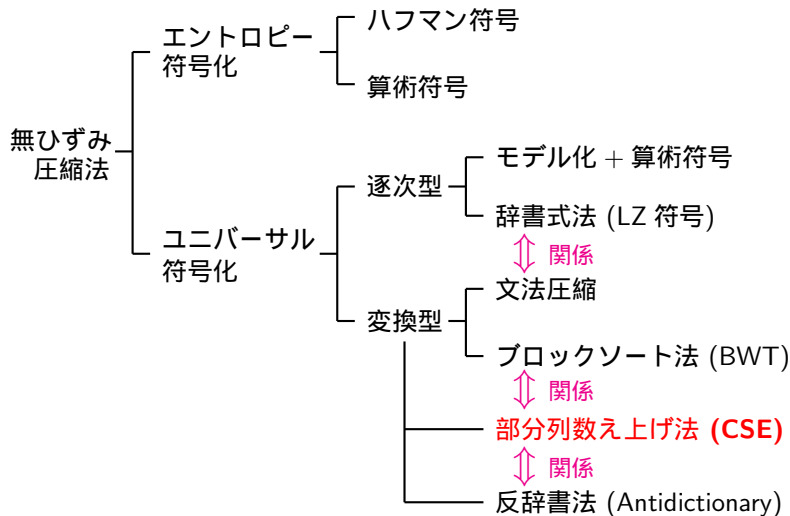 ハフマン符号
エントロピー
符号化
算術符号
無ひずみ
圧縮法
モデル化 + 算術符号
逐次型
辞書式法 (LZ 符号)
ユニバーサル
符号化
関係
文法圧縮
変換型
ブロックソート法 (BWT)
関係
部分列数え上げ法 (CSE)
関係
反辞書法 (Antidictionary)